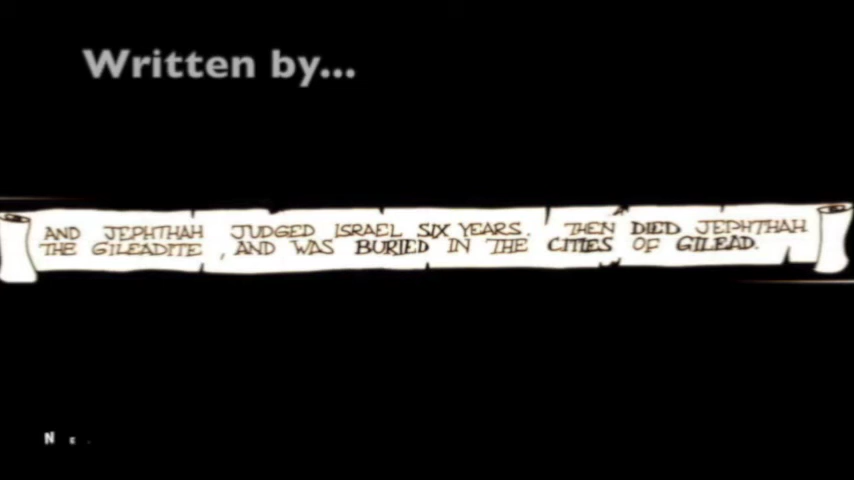 Written by...
AND JEPHTHAH JUDGED ISRAEL SIX YEARS. THEN DIED JEPHTHAH
THE GILEADITE, AND WAS BURIED IN THE CITIES OF GILEAD.
N E